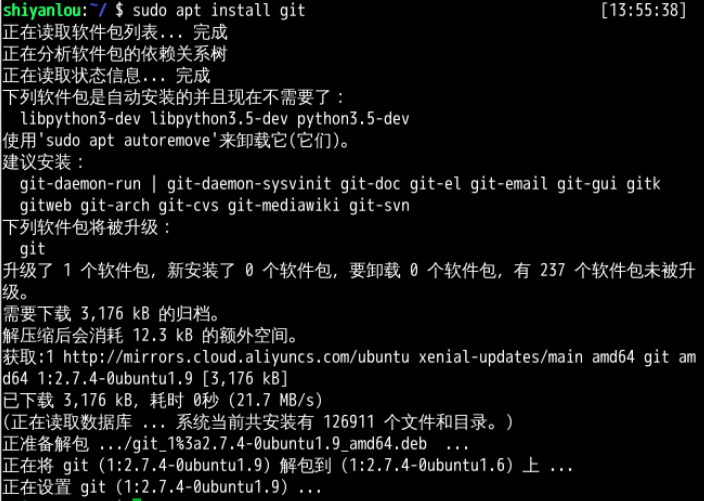 shiyanlou:~/ $ sudo apt install git [13:55:38]
正在读取软件包列表... 完成
正在分析软件包的依赖关系树
正在读取状态信息... 完成
下列软件包是自动安装的并且现在不需要了：
libpython3-dev libpython3.5-dev python3.5-dev
使用'sudo apt autoremove'来卸载它(它们)。
建议安装：
git-daemon-run | git-daemon-sysvinit git-doc git-el git-email git-gui gitk
gitweb git-arch git-cvs git-mediawiki git-svn
下列软件包将被升级：
git
升级了 1 个软件包, 新安装了 0 个软件包, 要卸载 0 个软件包, 有 237 个软件包未被升
级。
需要下载 3,176 kB 的归档。
解压缩后会消耗 12.3 kB 的额外空间。
获取:1 http://mirrors.cloud.aliyuncs.com/ubuntu xenial-updates/main amd64 git am
d64 1:2.7.4-0ubuntu1.9 [3,176 kB]
已下载 3,176 kB, 耗时 0秒 (21.7 MB/s)
(正在读取数据库 ... 系统当前共安装有 126911 个文件和目录。)
正准备解包 .../git_1%3a2.7.4-0ubuntu1.9_amd64.deb ...
正在将 git (1:2.7.4-0ubuntu1.9) 解包到 (1:2.7.4-0ubuntu1.6) 上 ...
正在设置 git (1:2.7.4-0ubuntu1.9) ...